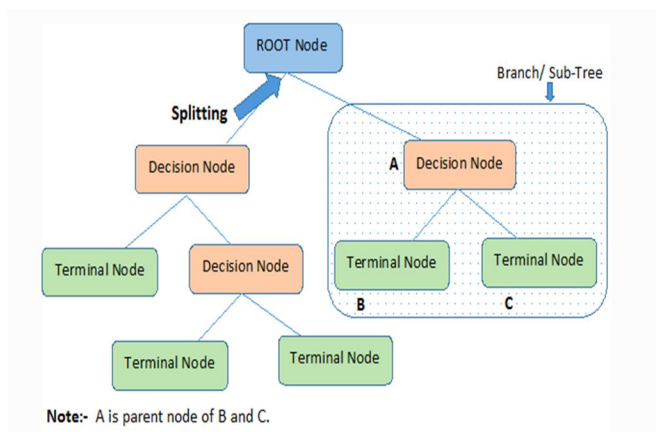 ROOT Node
Branch/ Sub-Tree
Splitting
Decision Node
A
Decision Node
Terminal Node
Decision Node
Terminal Node
Terminal Node
B
C
Terminal Node
Terminal Node
Note:- A is parent node of B and C.